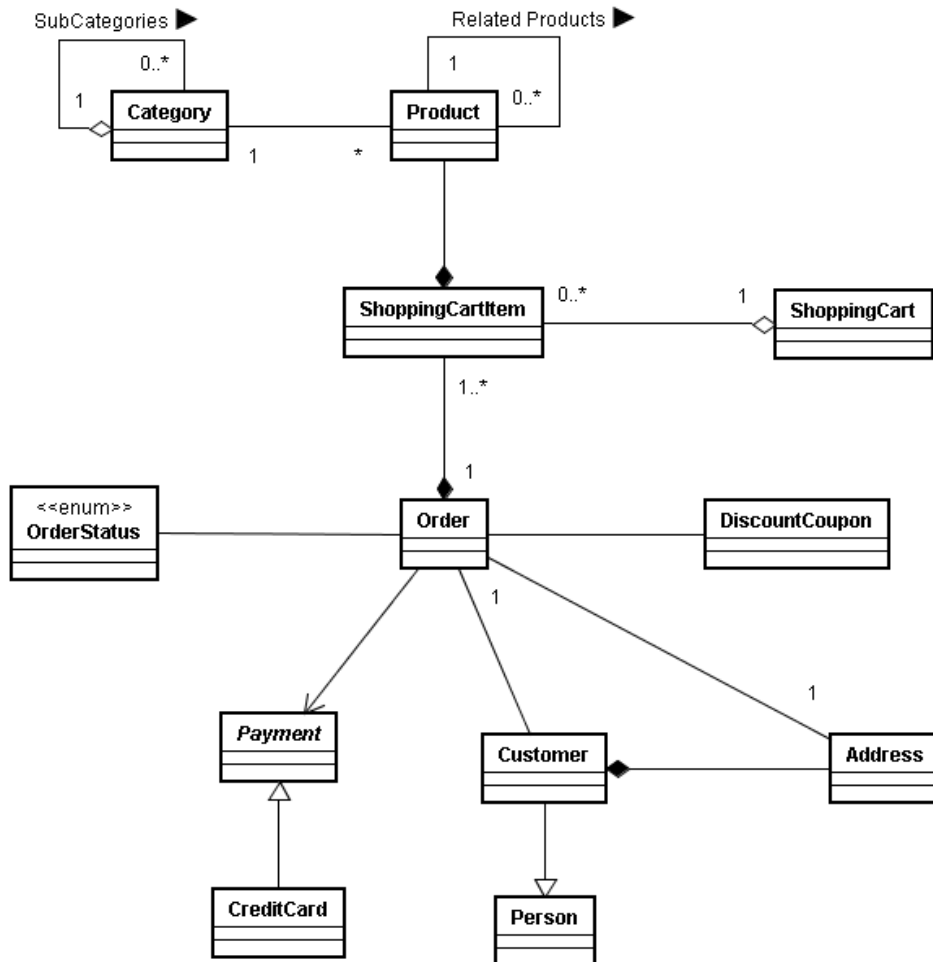 SubCategories ▶
Related Products ▶
0..*
1
1
0..*
Category
Product
1
*
ShoppingCartItem
0..*
1
ShoppingCart
1..*
1
<<enum>>
OrderStatus
Order
DiscountCoupon
1
1
Payment
Customer
Address
CreditCard
Person